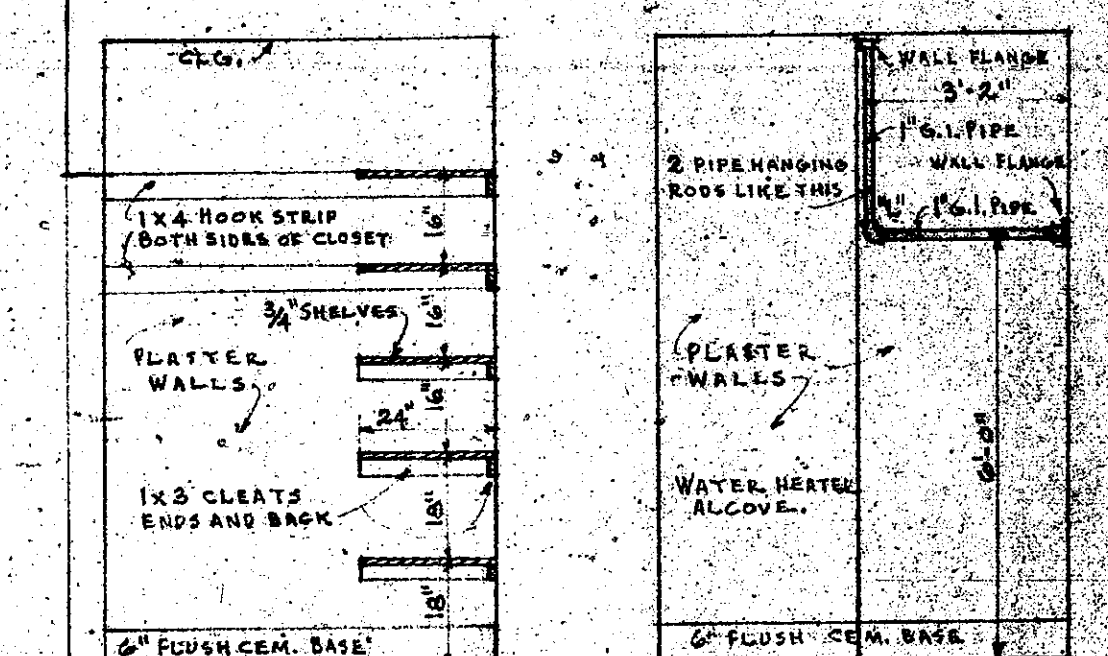 CLG.
1X4 HOOK STRIP
BOTH SIDES OF CLOSET
16"
3/4" SHELVES
16"
PLASTER
WALLS
16"
24"
1X3 CLEATS
ENDS AND BACK
18"
18"
6" FLUSH CEM. BASE
WALL FLANGE
3'-2"
1" G.I. PIPE
WALL FLANGE
2 PIPE HANGING
RODS LIKE THIS
"L"
1" G.I. PIPE
PLASTER
WALLS
6'-0"
WATER HEATER
ALCOVE.
6" FLUSH CEM. BASE